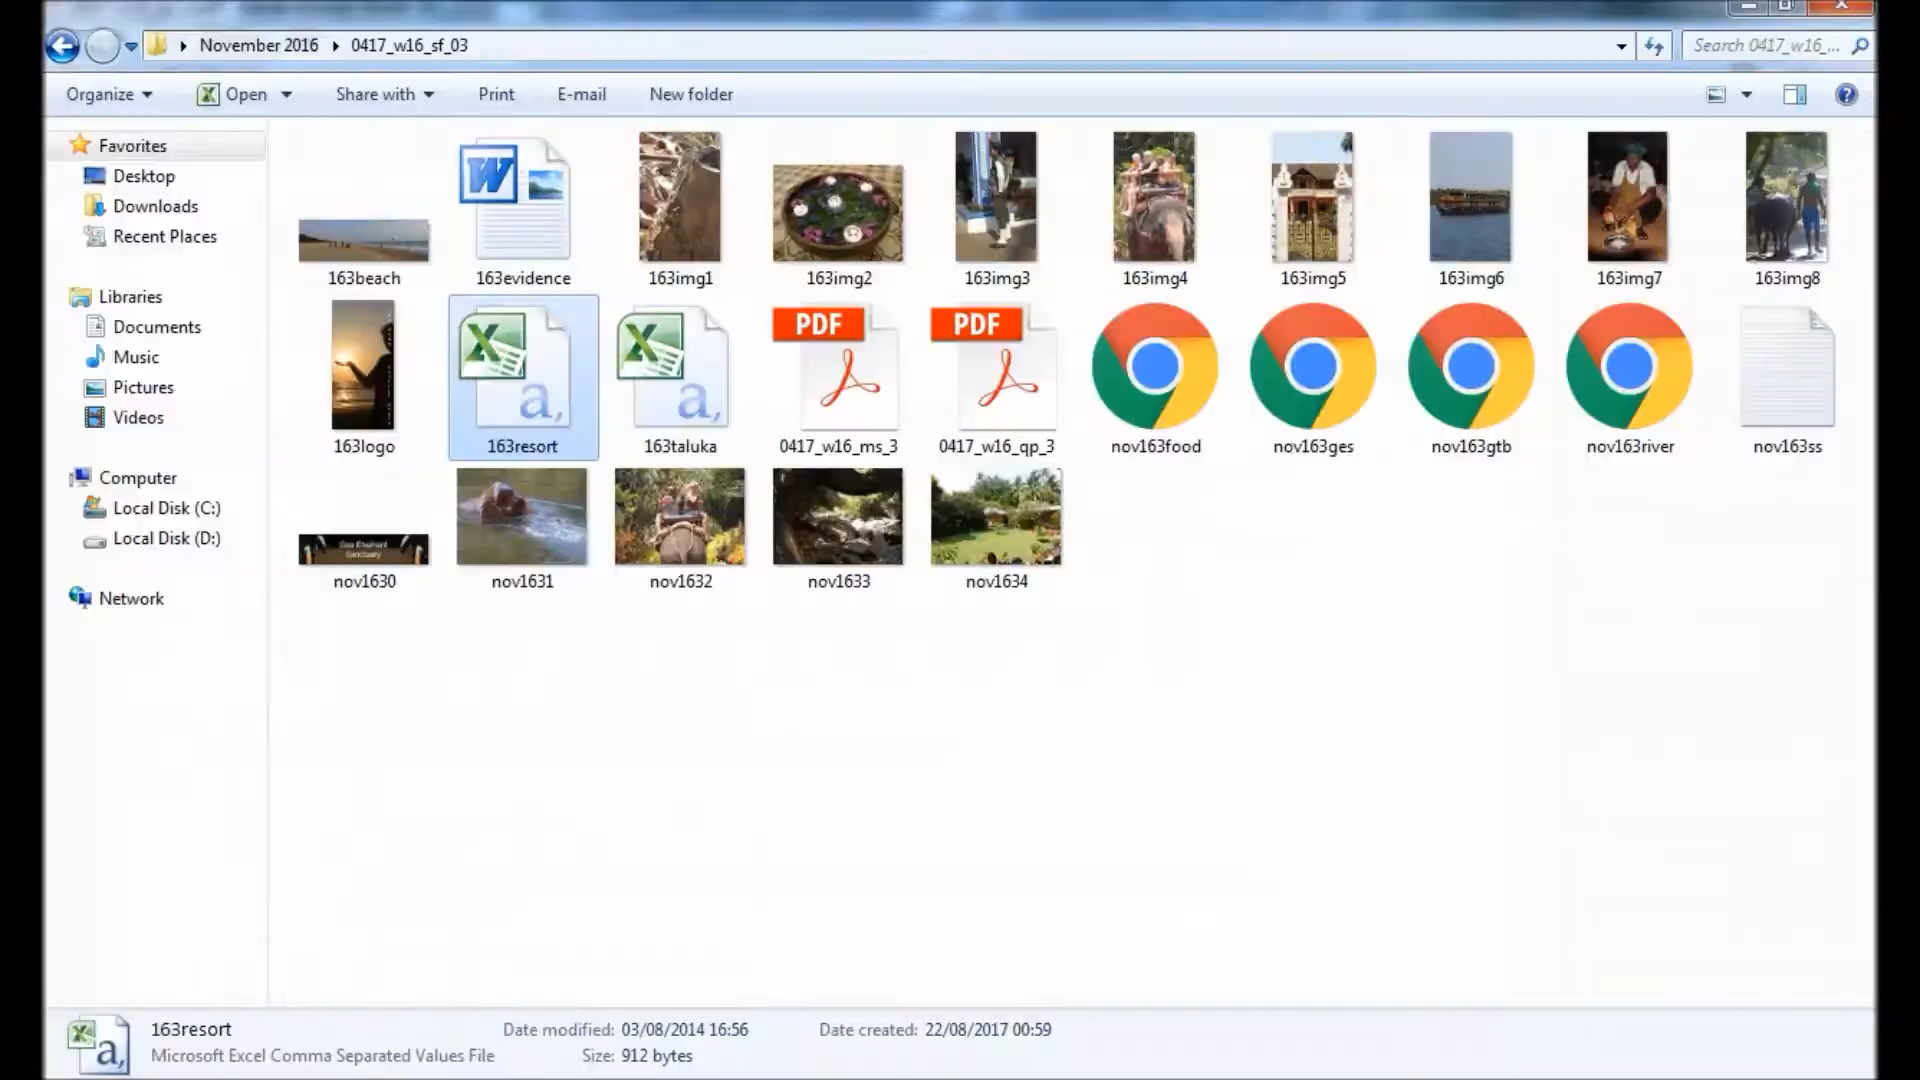 November 2016 0417_w16_sf_03
Search 0417_w16_...
Organize Open Share with Print E-mail New folder
Favorites
Desktop
Downloads
Recent Places
Libraries
Documents
Music
Pictures
Videos
Computer
Local Disk (C:)
Local Disk (D:)
Network
163beach 163evidence 163img1 163img2 163img3 163img4 163img5 163img6 163img7 163img8
PDF PDF
163logo 163resort 163taluka 0417_w16_ms_3 0417_w16_qp_3 nov163food nov163ges nov163gtb nov163river nov163ss
Goa Elephant
Sanctuary
nov1630 nov1631 nov1632 nov1633 nov1634
163resort Date modified: 03/08/2014 16:56 Date created: 22/08/2017 00:59
Microsoft Excel Comma Separated Values File Size: 912 bytes